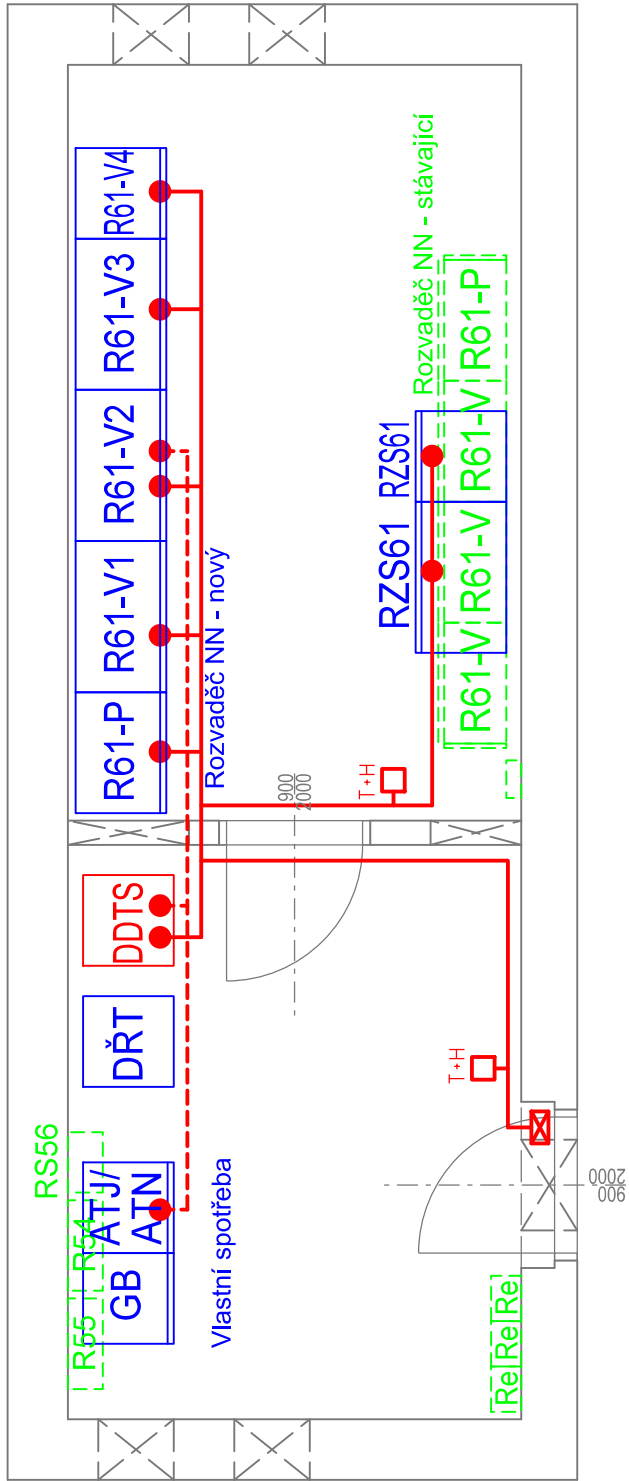 R61-V4
R61-V3
R61-V2
R61-V1
R61-P
Rozvaděč NN - nový
Rozvaděč NN - stávající
R61-P
R61-V
R61-V
R61-V
RZS61
RZS61
T+H
900
2000
DDTS
DŘT
T+H
RS56
ATJ/
ATN
R54
GB
R55
Vlastní spotřeba
900
2000
Re
Re
Re